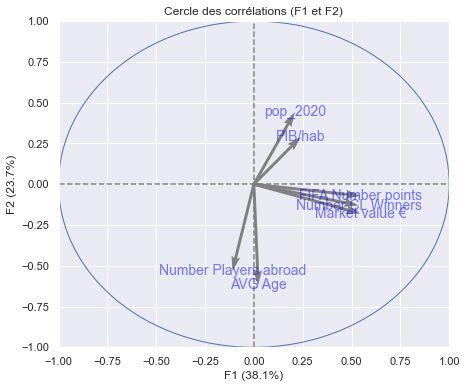 Cercle des corrélations (F1 et F2)
1.00
0.75
0.50
0.25
0.00
−0.25
−0.50
−0.75
−1.00
F2 (23.7%)
pop_2020
PIB/hab
FIFA Number points
Winners
Market value €
Number Players abroad
AVG Age
−1.00
−0.75
−0.50
−0.25
0.00
0.25
0.50
0.75
1.00
F1 (38.1%)